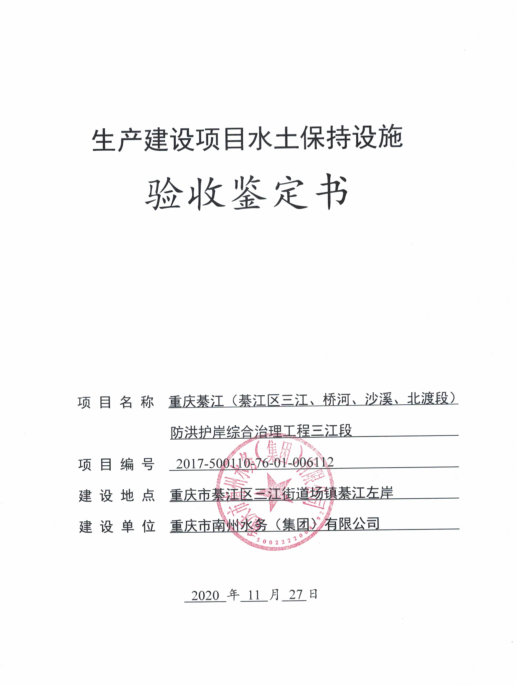 生产建设项目水土保持设施
验收鉴定书
项目名称 重庆綦江（綦江区三江、桥河、沙溪、北渡段）
防洪护岸综合治理工程三江段
项目编号 2017-500110-76-01-006112
建设地点 重庆市綦江区三江街道场镇綦江左岸
建设单位 重庆市南州水务（集团）有限公司
2020 年 11 月 27 日